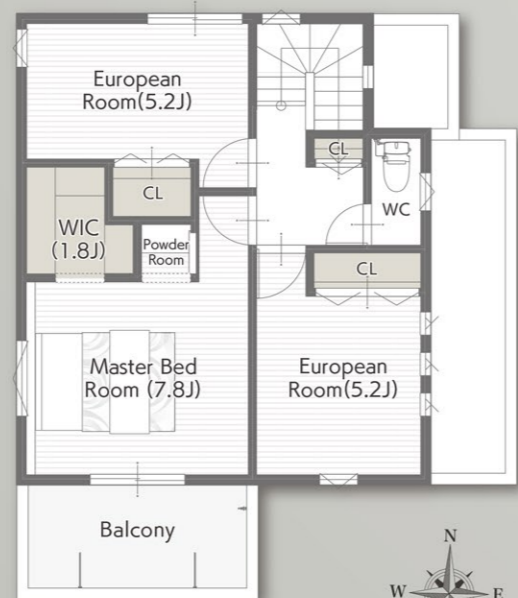 European
Room(5.2J)
CL
CL
WC
WIC
(1.8J)
Powder
Room
CL
Master Bed
Room (7.8J)
European
Room(5.2J)
Balcony
N
W
E